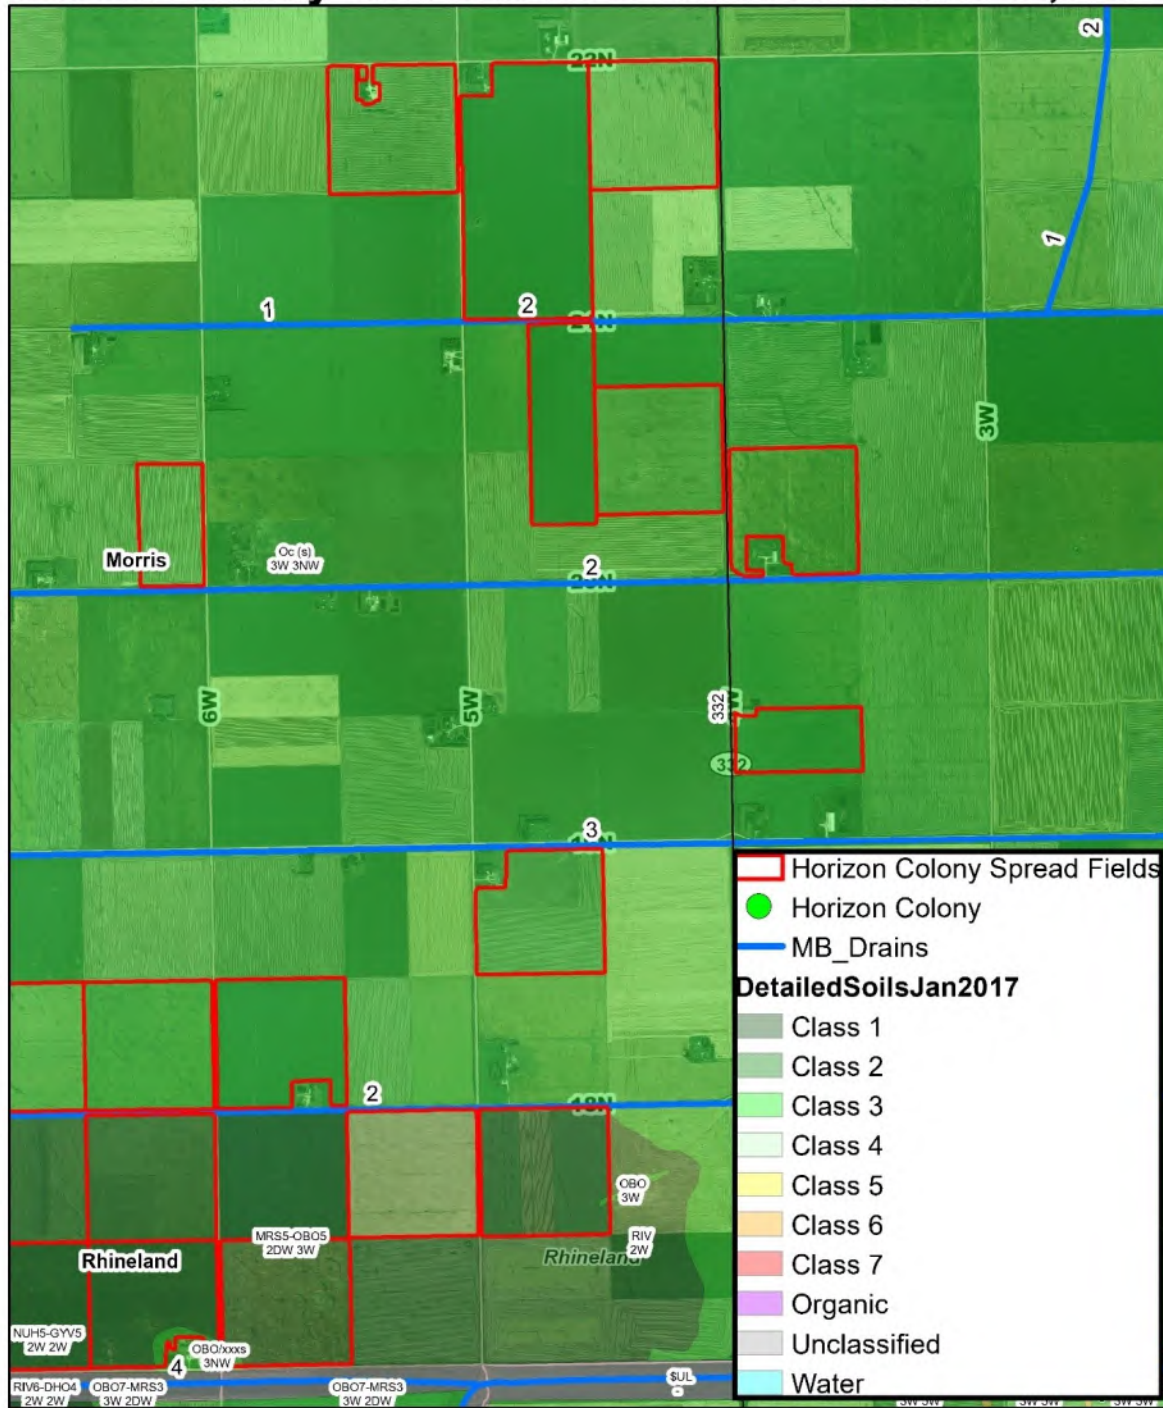 2
22N
1
1
2
3W
Morris
Oc (s)
3W 3NW
2
6W
5W
332
332
3
Horizon Colony Spread Fields
Horizon Colony
MB_Drains
DetailedSoilsJan2017
Class 1
Class 2
Class 3
Class 4
Class 5
Class 6
Class 7
Organic
Unclassified
Water
2
18N
OBO
3W
MRS5-OBO5
2DW 3W
RIV
2W
Rhineland
Rhineland
NUH5-GYV5
2W 2W
OBO/xxxs
3NW
4
RIV6-DHO4
2W 2W
OBO7-MRS3
3W 2DW
OBO7-MRS3
3W 2DW
$UL
-